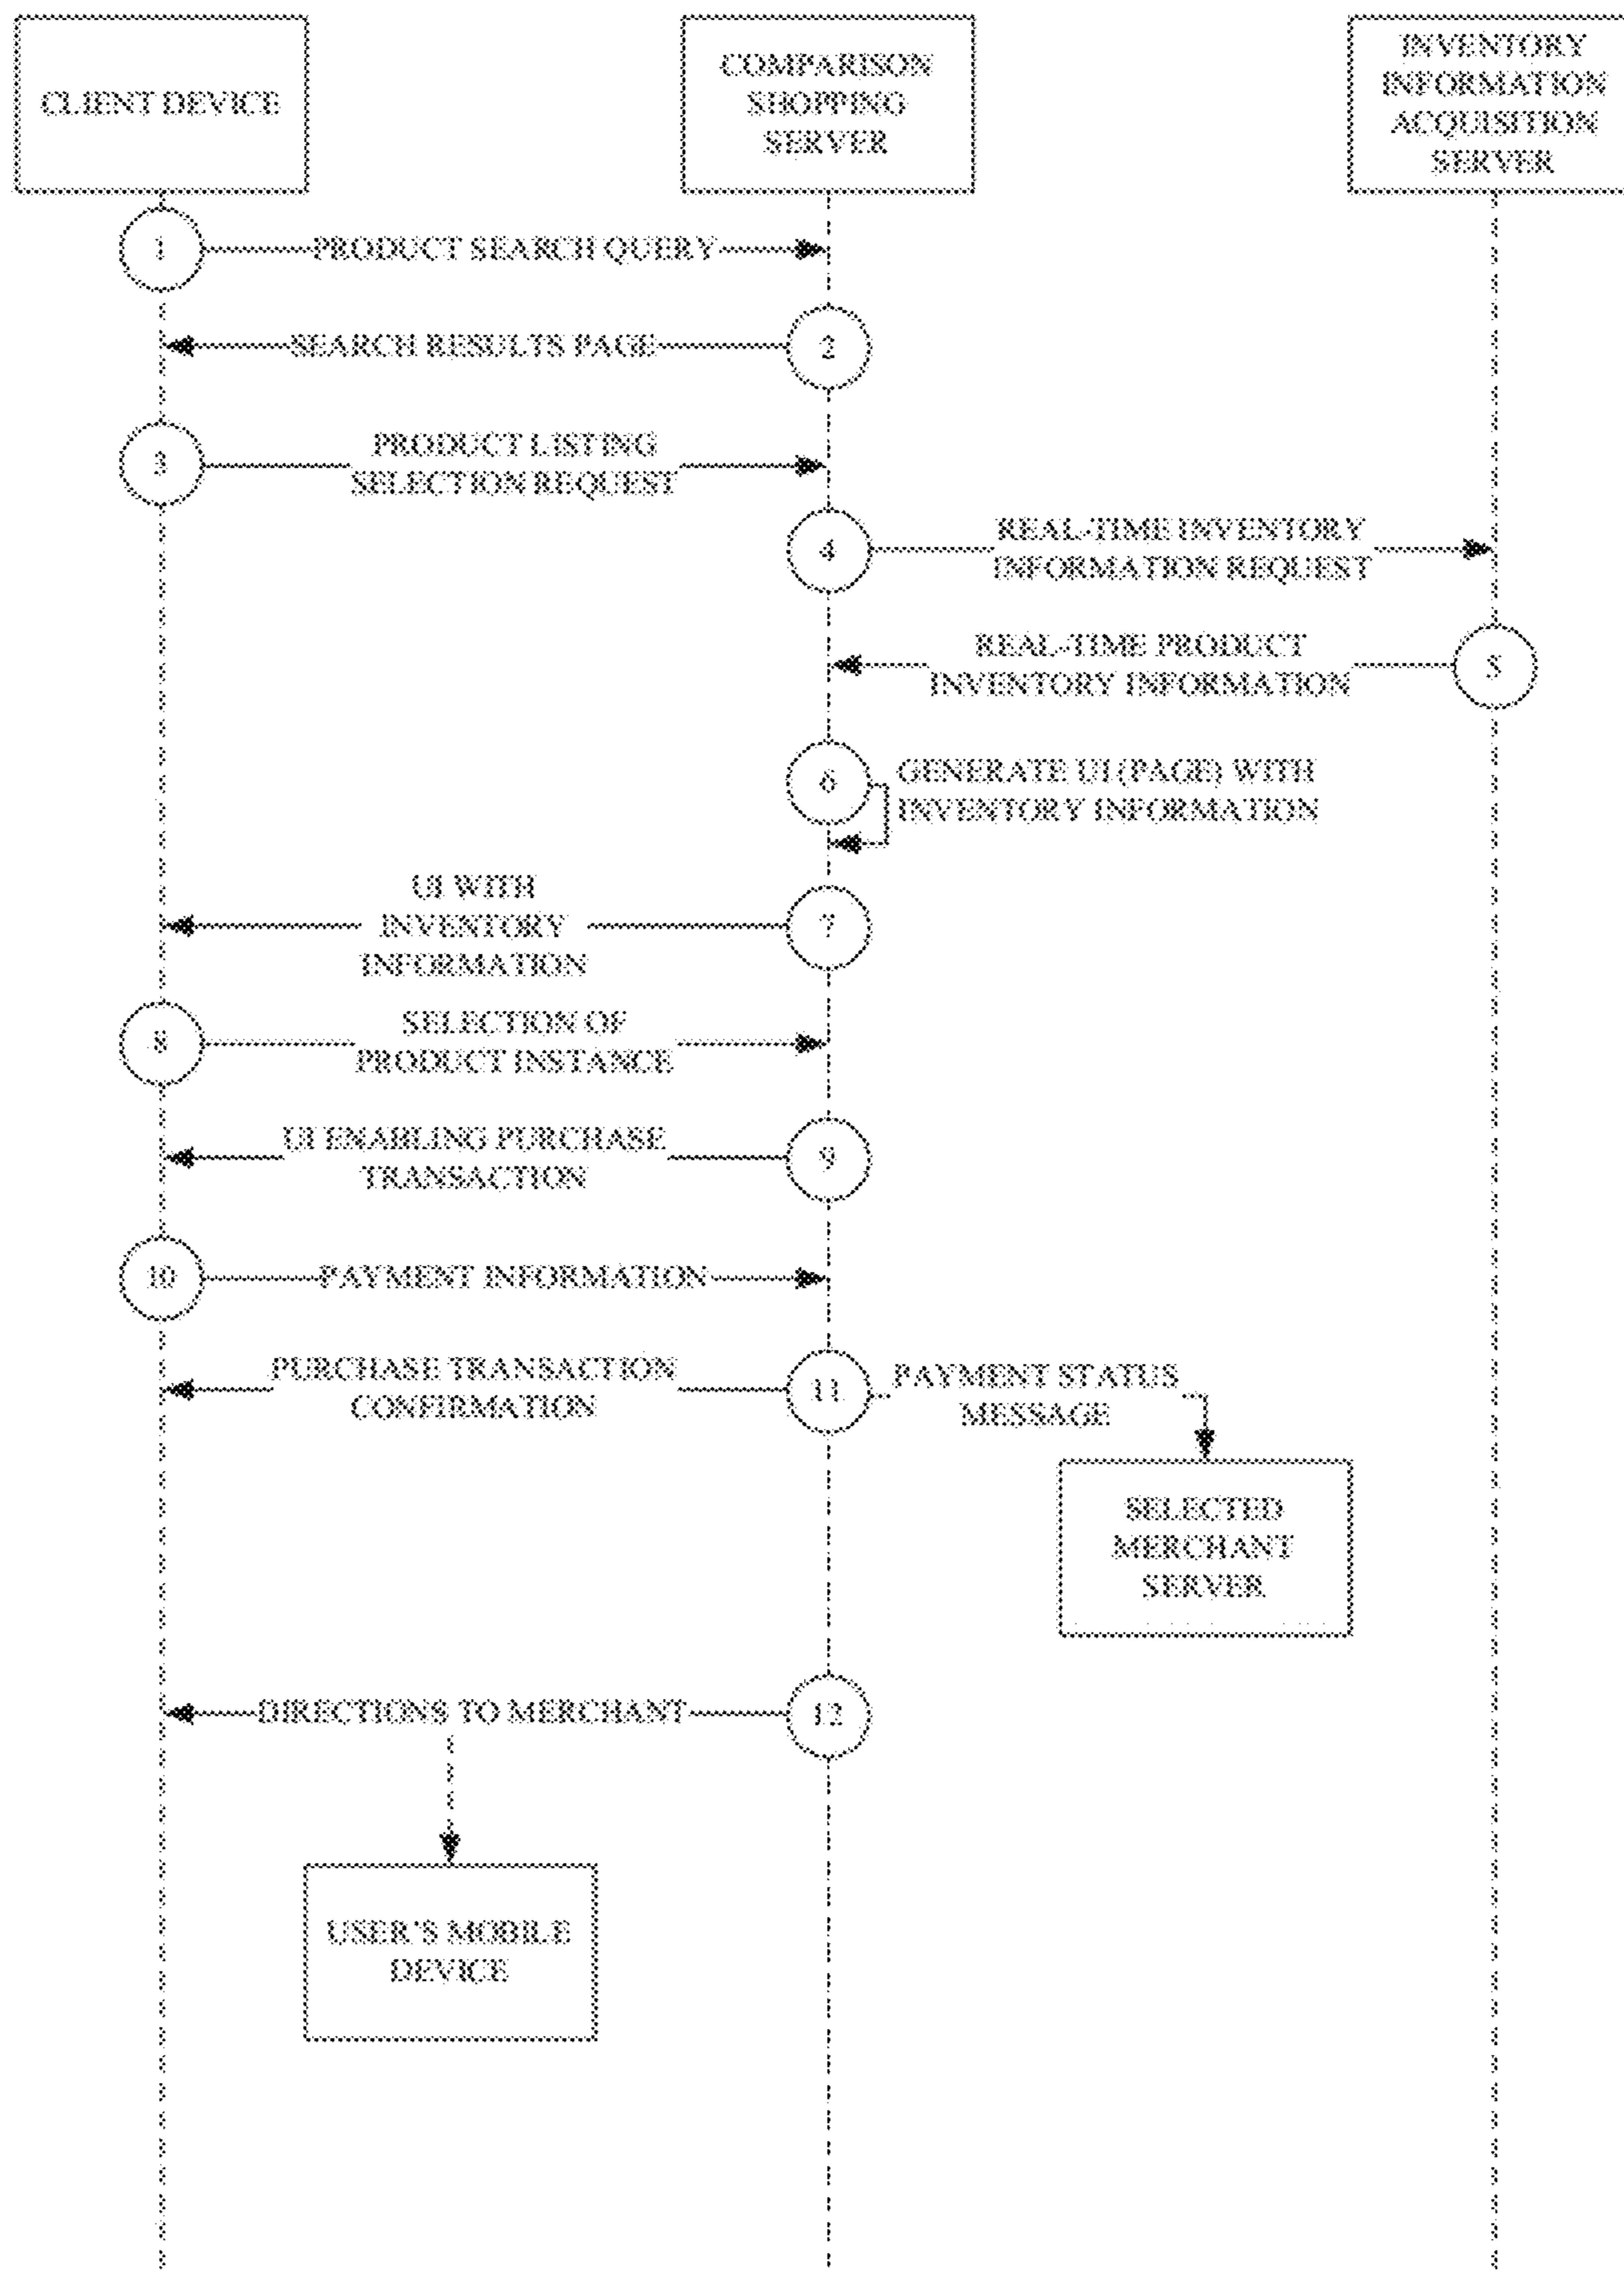 CLIENT DEVICE
COMPARISON
SHOPPING
SERVER
INVENTORY
INFORMATION
ACQUISITION
SERVER
1
PRODUCT SEARCH QUERY
SEARCH RESULTS PAGE
2
3
PRODUCT LISTING
SELECTION REQUEST
4
REAL-TIME INVENTORY
INFORMATION REQUEST
REAL-TIME PRODUCT
INVENTORY INFORMATION
5
6
GENERATE UI (PAGE) WITH
INVENTORY INFORMATION
UI WITH
INVENTORY
INFORMATION
7
8
SELECTION OF
PRODUCT INSTANCE
UI ENABLING PURCHASE
TRANSACTION
9
10
PAYMENT INFORMATION
PURCHASE TRANSACTION
CONFIRMATION
11
PAYMENT STATUS
MESSAGE
SELECTED
MERCHANT
SERVER
DIRECTIONS TO MERCHANT
12
USER'S MOBILE
DEVICE